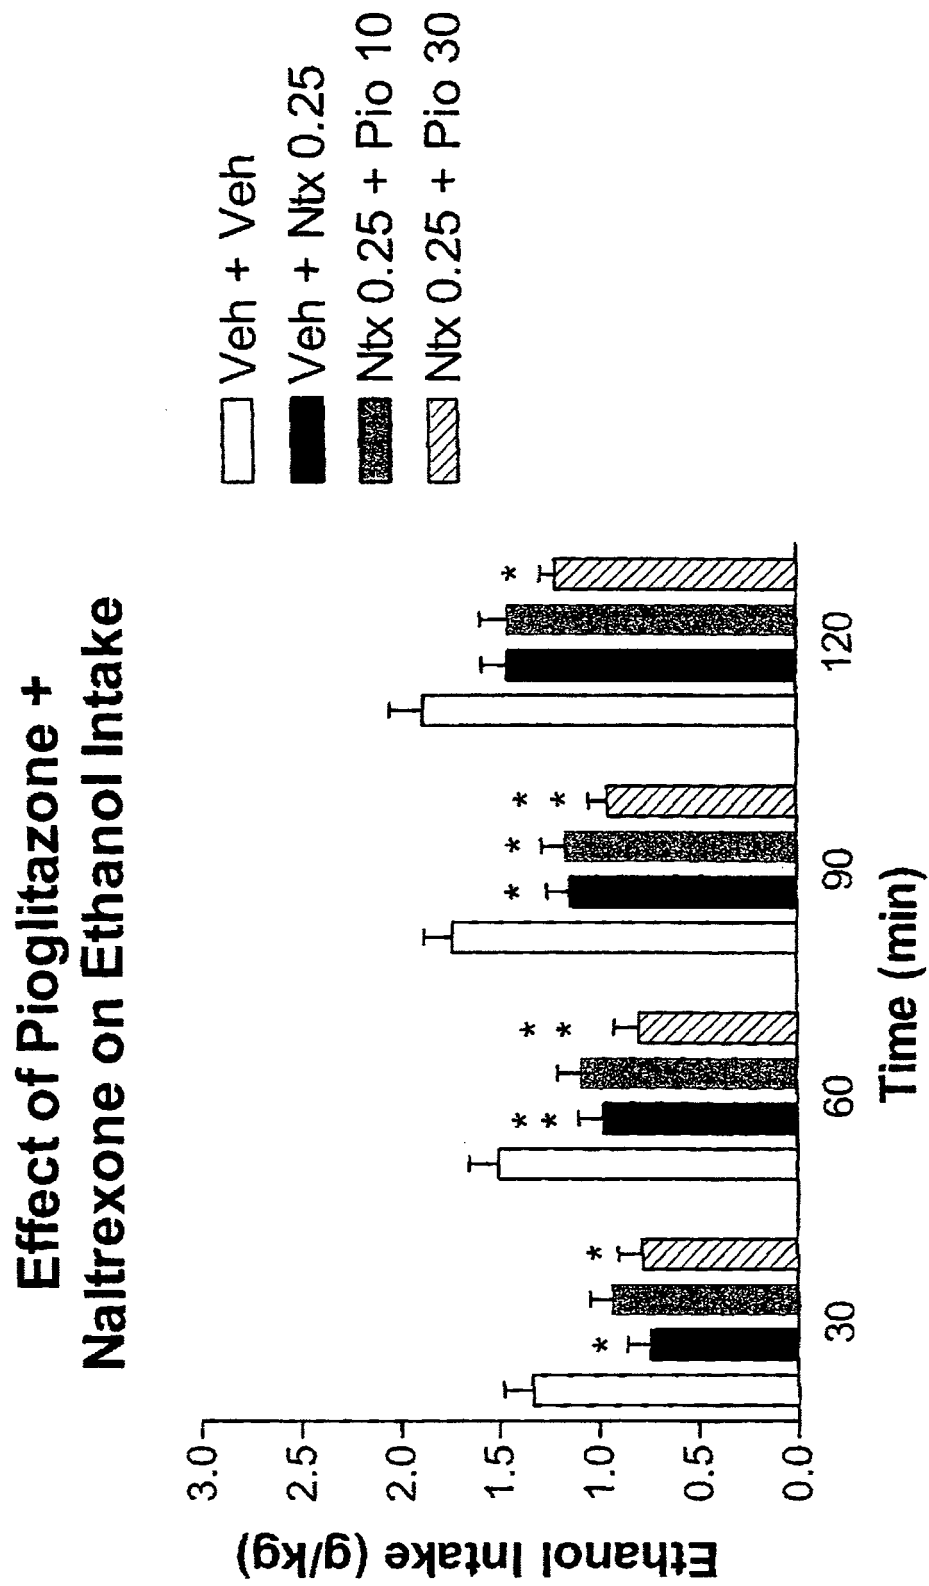 Effect of Pioglitazone +
Naltrexone on Ethanol Intake
Veh + Veh
Veh + Ntx 0.25
Ntx 0.25 + Pio 10
Ntx 0.25 + Pio 30
Ethanol Intake (g/kg)
3.0
2.5
2.0
1.5
1.0
0.5
0.0
*
*
* *
* *
*
*
* *
*
30
60
90
120
Time (min)